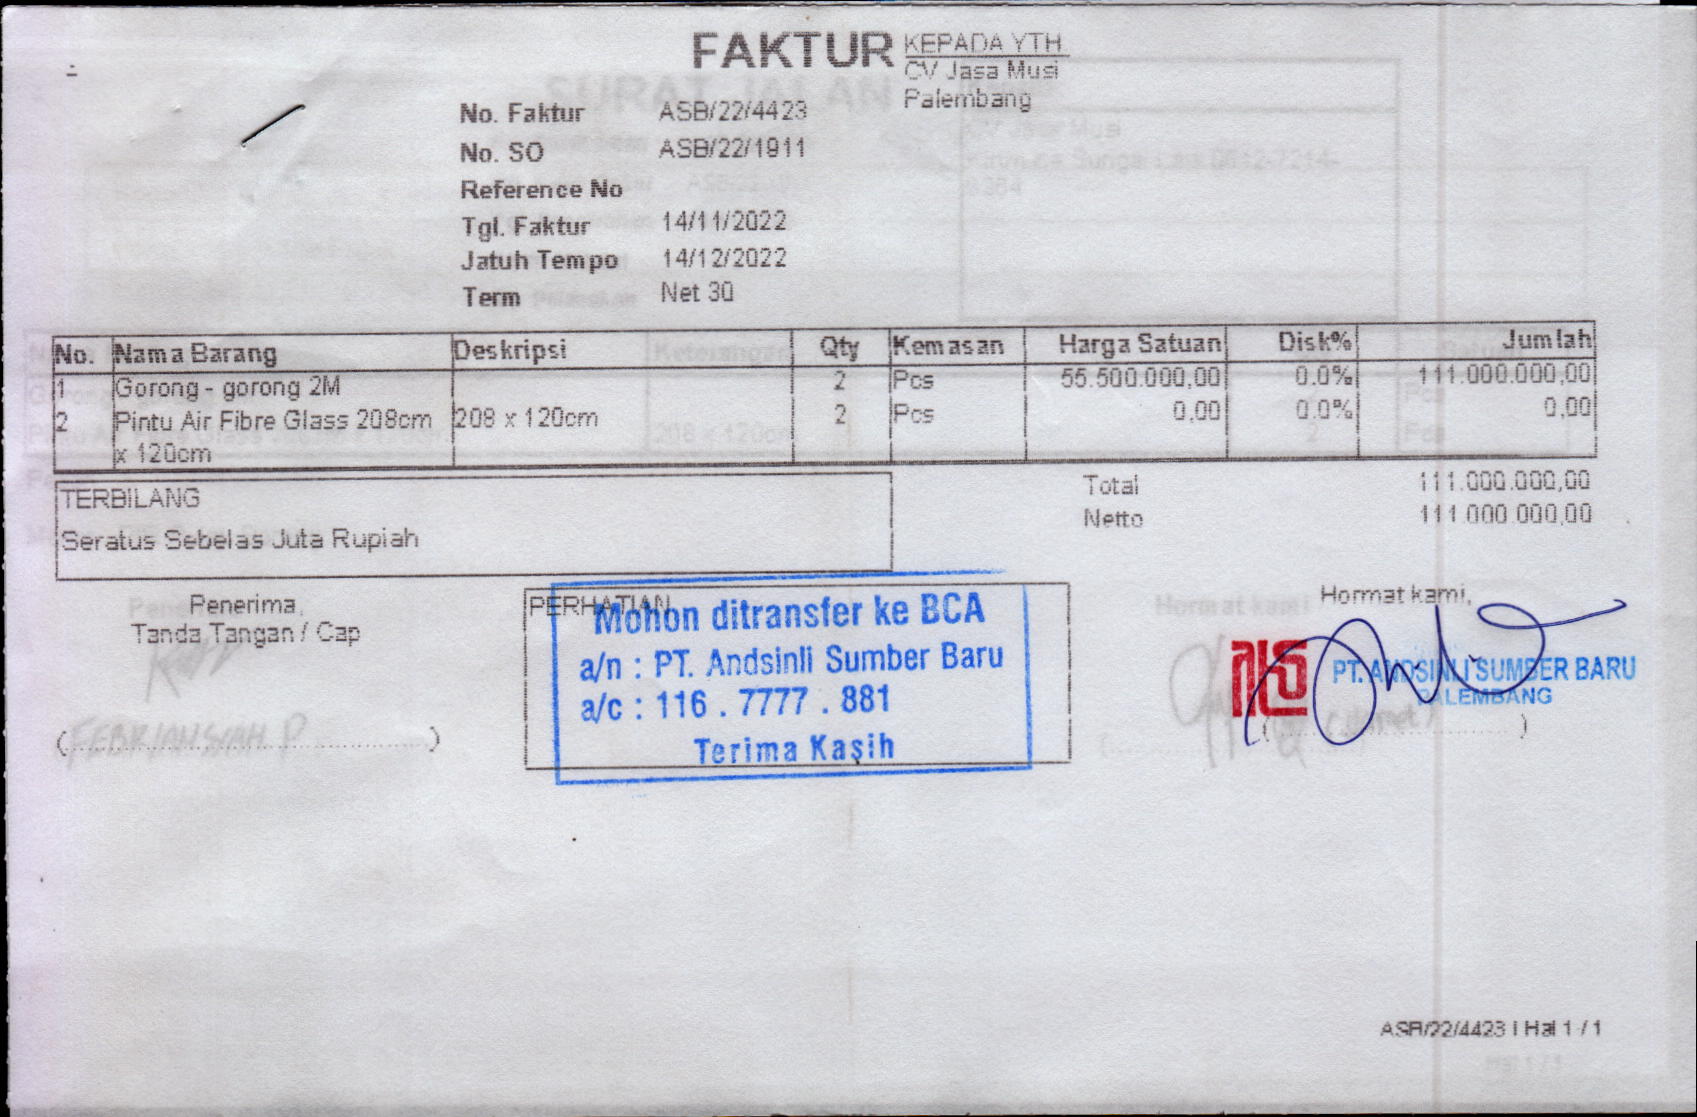 FAKTUR
KEPADA YTH
CV Jasa Musi
Palembang
No. Faktur ASB/22/4423
No. SO ASB/22/1911
Reference No
Tgl. Faktur 14/11/2022
Jatuh Tempo 14/12/2022
Term Net 30
No. Nama Barang Deskripsi Qty Kemasan Harga Satuan Disk% Jumlah
1 Gorong - gorong 2M 2 Pcs 55.500.000,00 0.0% 111.000.000,00
2 Pintu Air Fibre Glass 208cm 208 x 120cm 2 Pcs 0,00 0.0% 0,00
x 120cm
Total 111.000.000,00
Netto 111.000.000,00
TERBILANG
Seratus Sebelas Juta Rupiah
Penerima,
Tanda Tangan / Cap
FEBRIANSYAH P
PERHATIAN
Mohon ditransfer ke BCA
a/n : PT. Andsinli Sumber Baru
a/c : 116 . 7777 . 881
Terima Kasih
Hormat kami,
PT. ANDSINLI SUMBER BARU
PALEMBANG
ASB/22/4423 | Hal 1 / 1